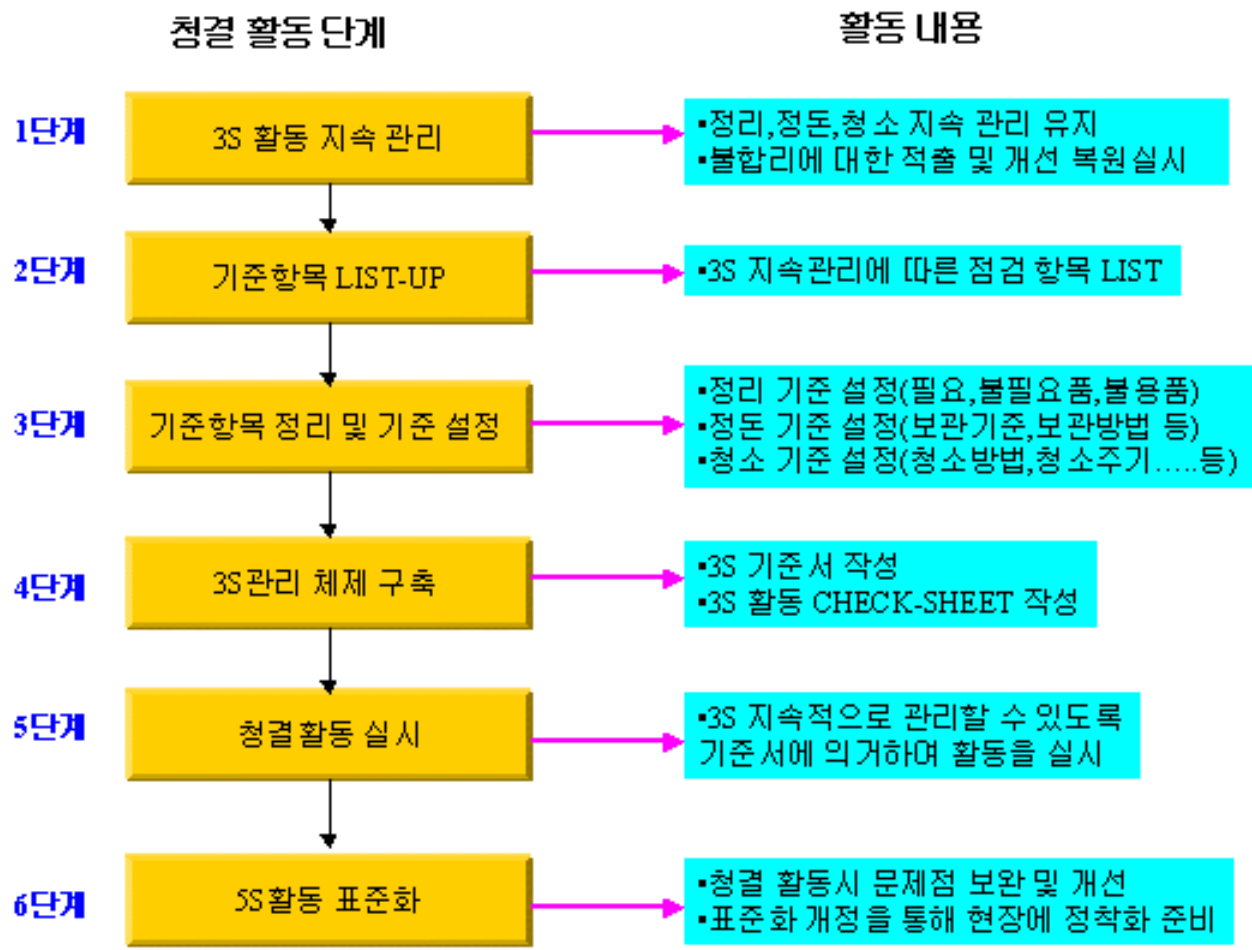 청결 활동 단계
활동 내용
1단계
3S 활동 지속 관리
▪정리,정돈,청소 지속 관리 유지
▪불합리에 대한 적출 및 개선 복원실시
2단계
기준항목 LIST-UP
▪3S 지속관리에 따른 점검 항목 LIST
3단계
기준항목 정리 및 기준 설정
▪정리 기준 설정(필요,불필요품,불용품)
▪정돈 기준 설정(보관기준,보관방법 등)
▪청소 기준 설정(청소방법,청소주기.....등)
4단계
3S관리 체제 구축
▪3S 기준서 작성
▪3S 활동 CHECK-SHEET 작성
5단계
청결활동 실시
▪3S 지속적으로 관리할 수 있도록
기준서에 의거하며 활동을 실시
6단계
5S활동 표준화
▪청결 활동시 문제점 보완 및 개선
▪표준화 개정을 통해 현장에 정착화 준비